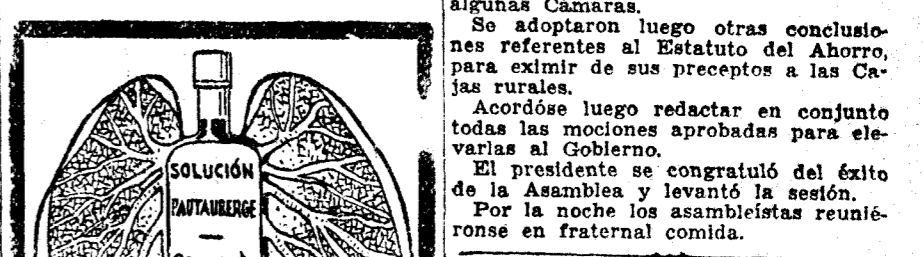 SOLUCIÓN
PAUTAUBERGE
algunas Cámaras.
Se adoptaron luego otras conclusio-
nes referentes al Estatuto del Ahorro,
para eximir de sus preceptos a las Ca-
jas rurales.
Acordóse luego redactar en conjunto
todas las mociones aprobadas para ele-
varlas al Gobierno.
El presidente se congratuló del éxito
de la Asamblea y levantó la sesión.
Por la noche los asambleístas reunié-
ronse en fraternal comida.